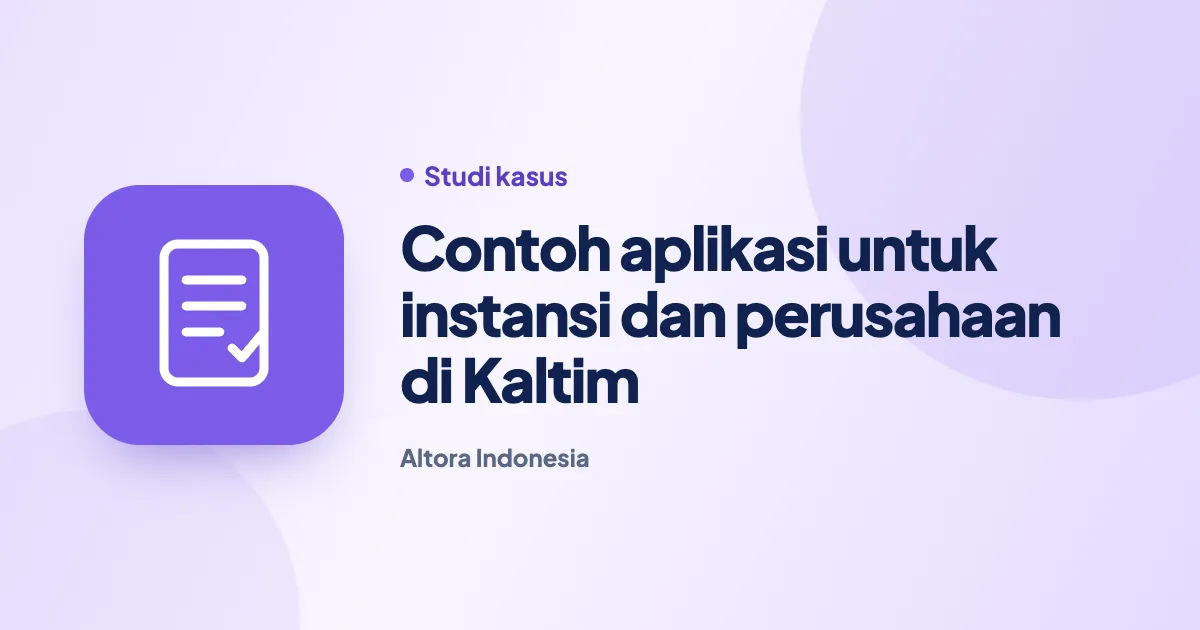 Studi kasus
Contoh aplikasi untuk
instansi dan perusahaan
di Kaltim
Altora Indonesia